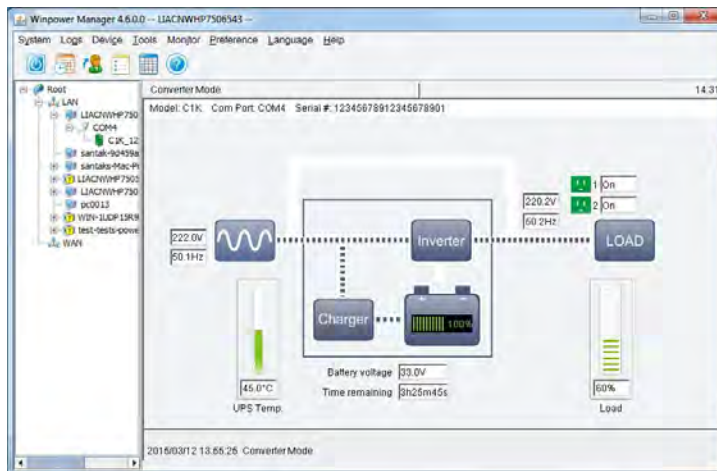 Winpower Manager 4.6.0.0 -- LIACNWHP7506543 --
System Logs Device Tools Monitor Preference Language Help
Root
LAN
LIACNWHP750
COM4
C1K_12
santak-9d459a
santaks-Mac-P
LIACNWHP750
LIACNWHP750
pc0013
WIN-1UDP15R9
test-tests-powe
WAN
Converter Mode 14:31
Model: C1K Com Port: COM4 Serial #: 12345678912345678901
1 On
2 On
220.2V
50.2Hz
222.0V
50.1Hz
Inverter
LOAD
Charger
100%
Battery voltage 33.0V
Time remaining 3h25m45s
45.0°C
UPS Temp.
60%
Load
2015/03/12 13:55:25 Converter Mode